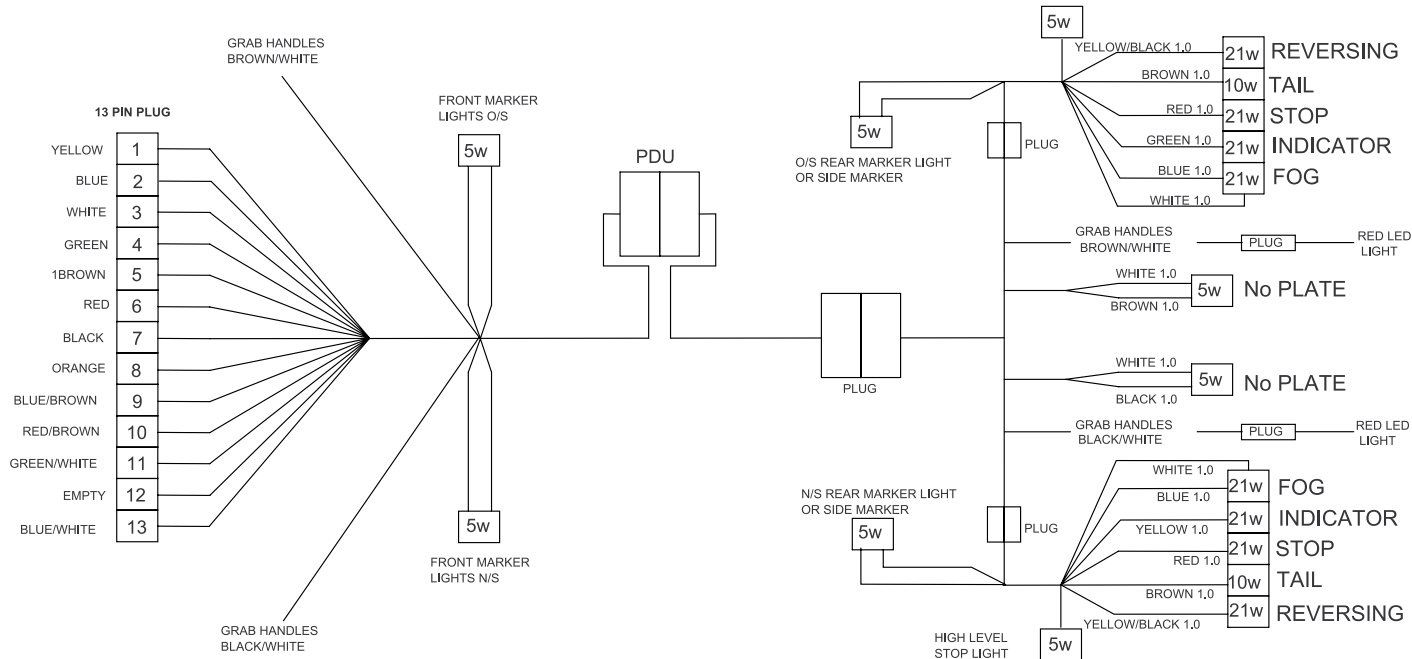 13 PIN PLUG
YELLOW 1
BLUE 2
WHITE 3
GREEN 4
1BROWN 5
RED 6
BLACK 7
ORANGE 8
BLUE/BROWN 9
RED/BROWN 10
GREEN/WHITE 11
EMPTY 12
BLUE/WHITE 13
GRAB HANDLES
BROWN/WHITE
GRAB HANDLES
BLACK/WHITE
FRONT MARKER
LIGHTS O/S
5w
5w
FRONT MARKER
LIGHTS N/S
PDU
PLUG
5w
O/S REAR MARKER LIGHT
OR SIDE MARKER
PLUG
5w
YELLOW/BLACK 1.0 21w REVERSING
BROWN 1.0 10w TAIL
RED 1.0 21w STOP
GREEN 1.0 21w INDICATOR
BLUE 1.0 21w FOG
WHITE 1.0
GRAB HANDLES
BROWN/WHITE
PLUG
RED LED
LIGHT
WHITE 1.0
BROWN 1.0
5w No PLATE
WHITE 1.0
BLACK 1.0
5w No PLATE
GRAB HANDLES
BLACK/WHITE
PLUG
RED LED
LIGHT
N/S REAR MARKER LIGHT
OR SIDE MARKER
5w
PLUG
WHITE 1.0
BLUE 1.0 21w FOG
YELLOW 1.0 21w INDICATOR
RED 1.0 21w STOP
BROWN 1.0 10w TAIL
YELLOW/BLACK 1.0 21w REVERSING
HIGH LEVEL
STOP LIGHT
5w